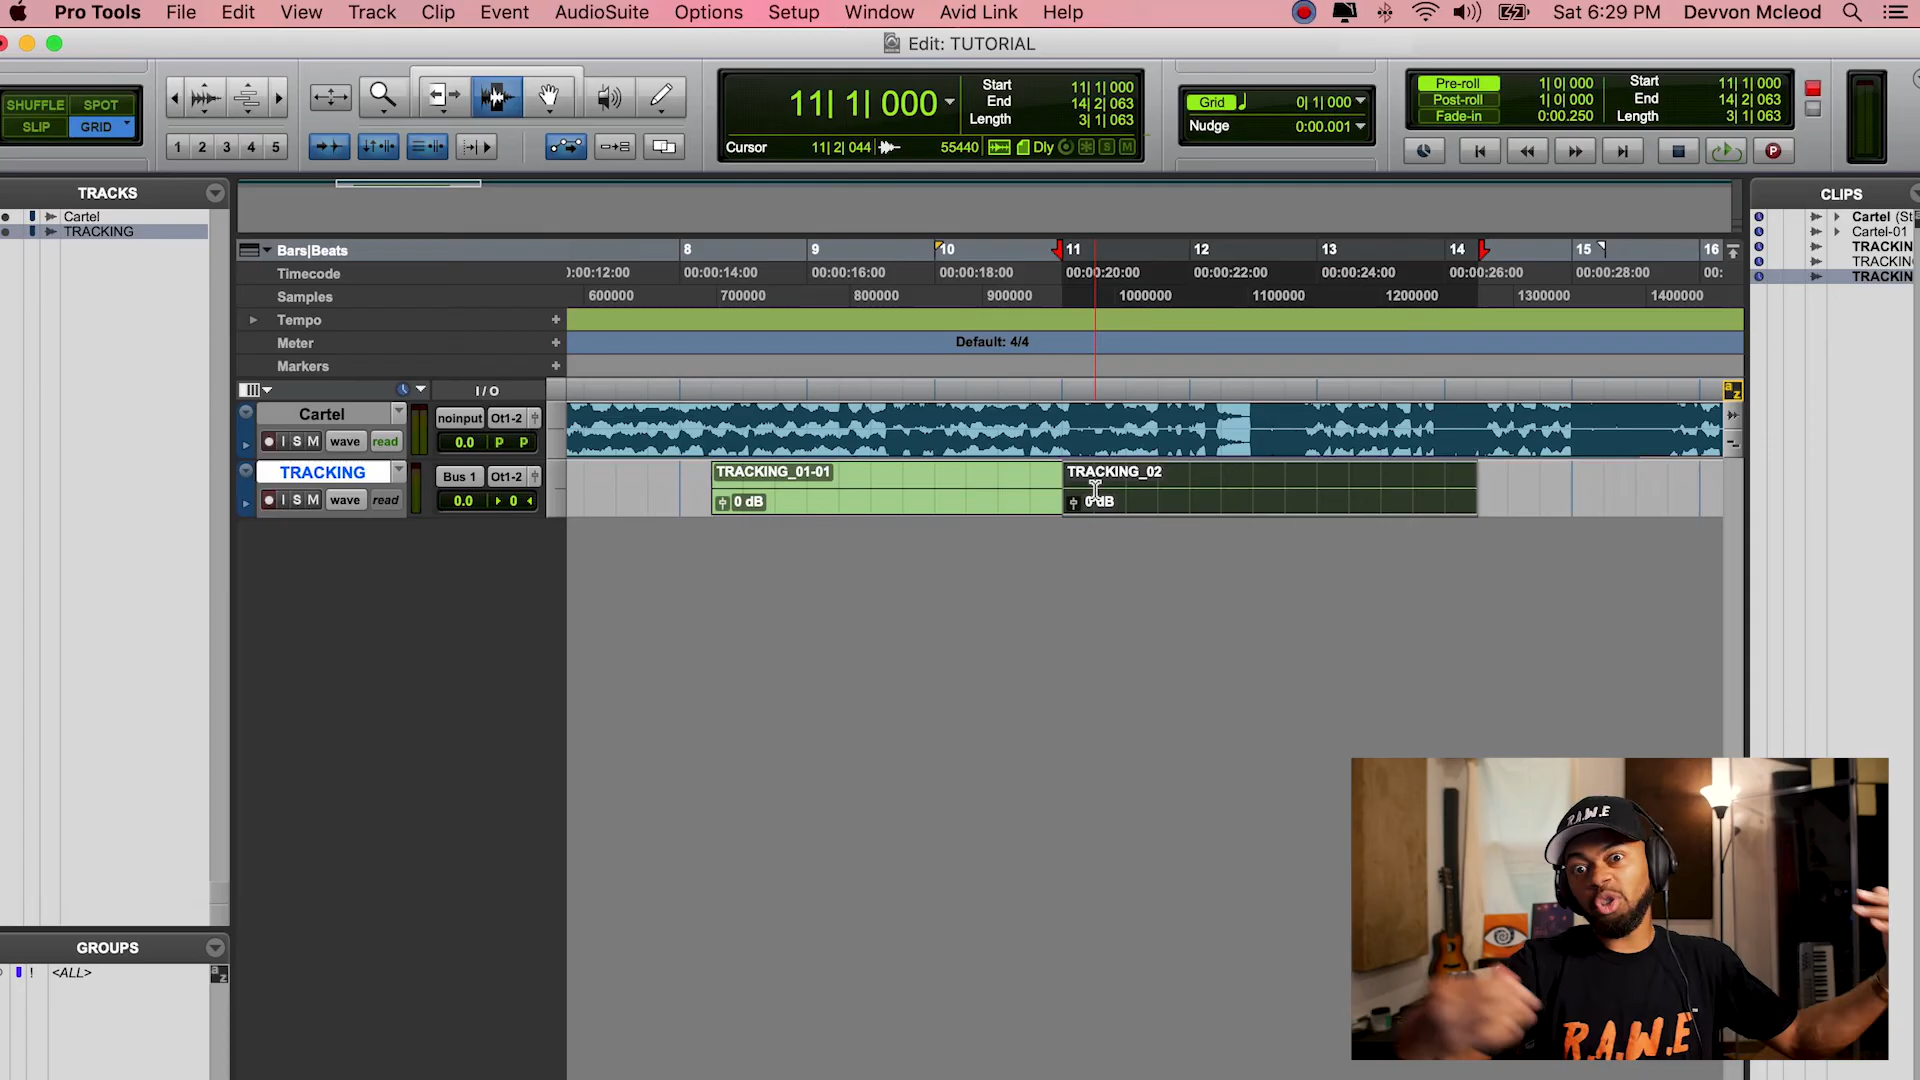 Pro Tools File Edit View Track Clip Event AudioSuite Options Setup Window Avid Link Help Sat 6:29 PM Devvon Mcleod
Edit: TUTORIAL
SHUFFLE SPOT
SLIP GRID
1 2 3 4 5
11| 1| 000
Start 11| 1| 000
End 14| 2| 063
Length 3| 1| 063
Cursor 11| 2| 044 55440 Dly S M
Grid 0| 1| 000
Nudge 0:00.001
Pre-roll 1| 0| 000 Start 11| 1| 000
Post-roll 1| 0| 000 End 14| 2| 063
Fade-in 0:00.250 Length 3| 1| 063
P
TRACKS
Cartel
TRACKING
GROUPS
! <ALL>
a z
Bars|Beats 8 9 10 11 12 13 14 15 16
Timecode :00:12:00 00:00:14:00 00:00:16:00 00:00:18:00 00:00:20:00 00:00:22:00 00:00:24:00 00:00:26:00 00:00:28:00 00:
Samples 600000 700000 800000 900000 1000000 1100000 1200000 1300000 1400000
Tempo
Meter Default: 4/4
Markers
I / O
a z
Cartel noinput Ot1-2
I S M wave read 0.0 P P
TRACKING Bus 1 Ot1-2
I S M wave read 0.0 0
TRACKING_01-01 TRACKING_02
0 dB 0 dB
CLIPS
Cartel (St
Cartel-01
TRACKIN
TRACKIN
TRACKIN
R.A.W.E
R.A.W.E